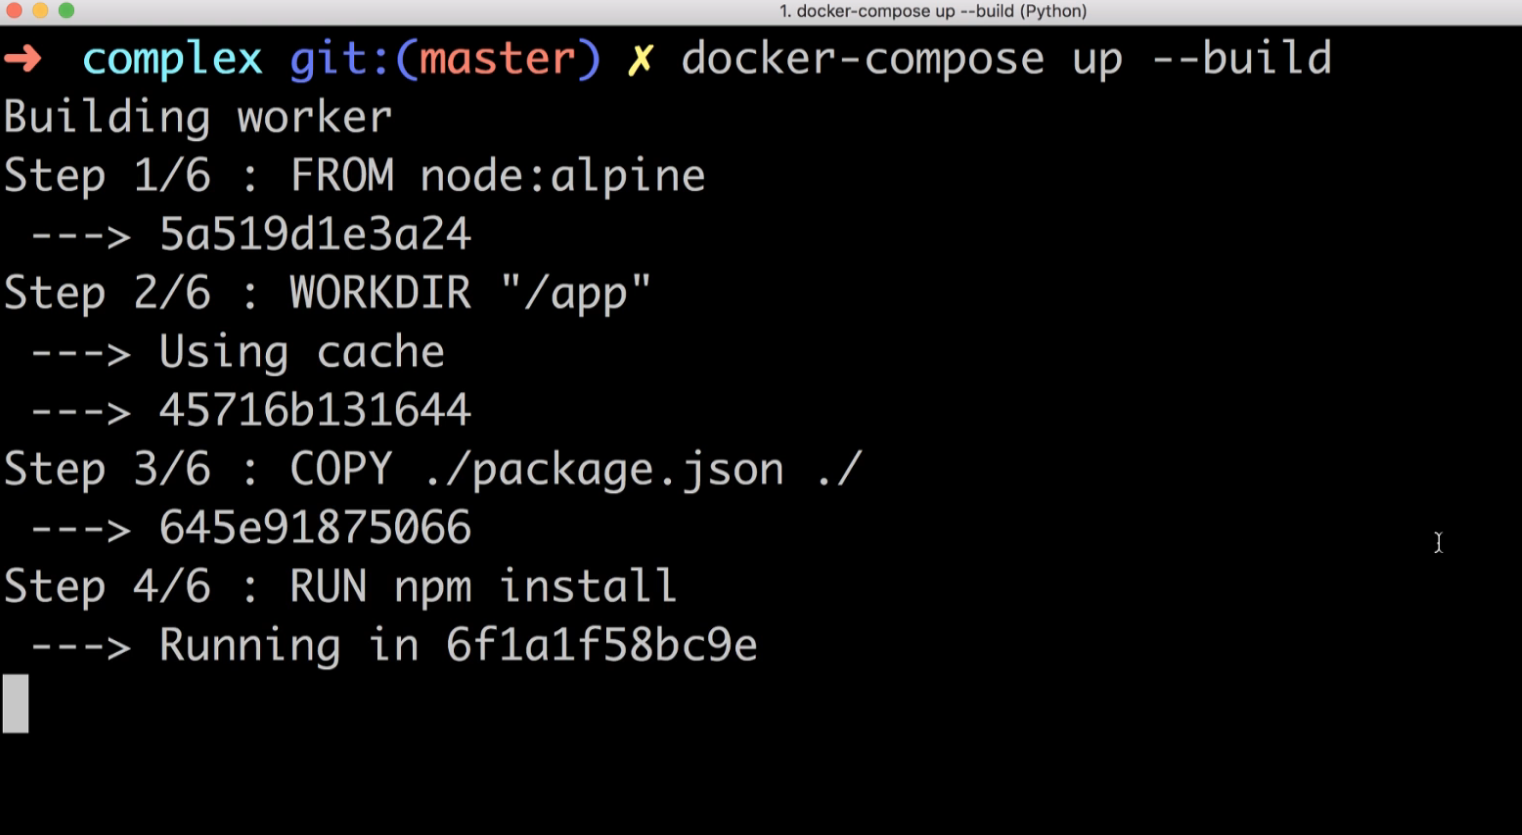 1. docker-compose up --build (Python)
➜ complex git:(master) ✗ docker-compose up --build
Building worker
Step 1/6 : FROM node:alpine
 ---> 5a519d1e3a24
Step 2/6 : WORKDIR "/app"
 ---> Using cache
 ---> 45716b131644
Step 3/6 : COPY ./package.json ./
 ---> 645e91875066
Step 4/6 : RUN npm install
 ---> Running in 6f1a1f58bc9e